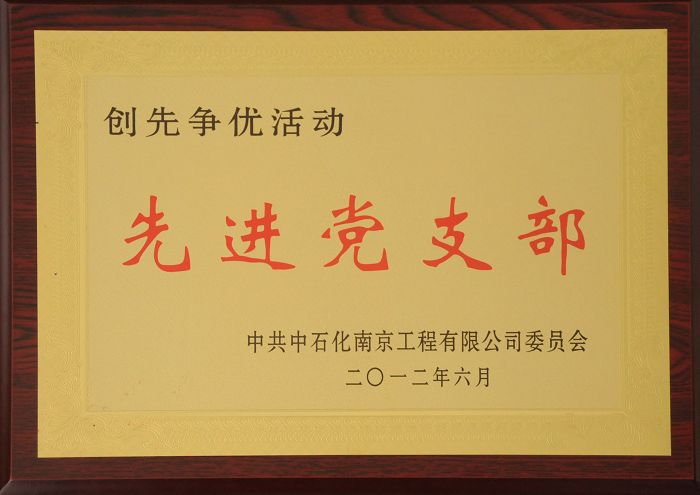 创先争优活动
先进党支部
中共中石化南京工程有限公司委员会
二〇一二年六月